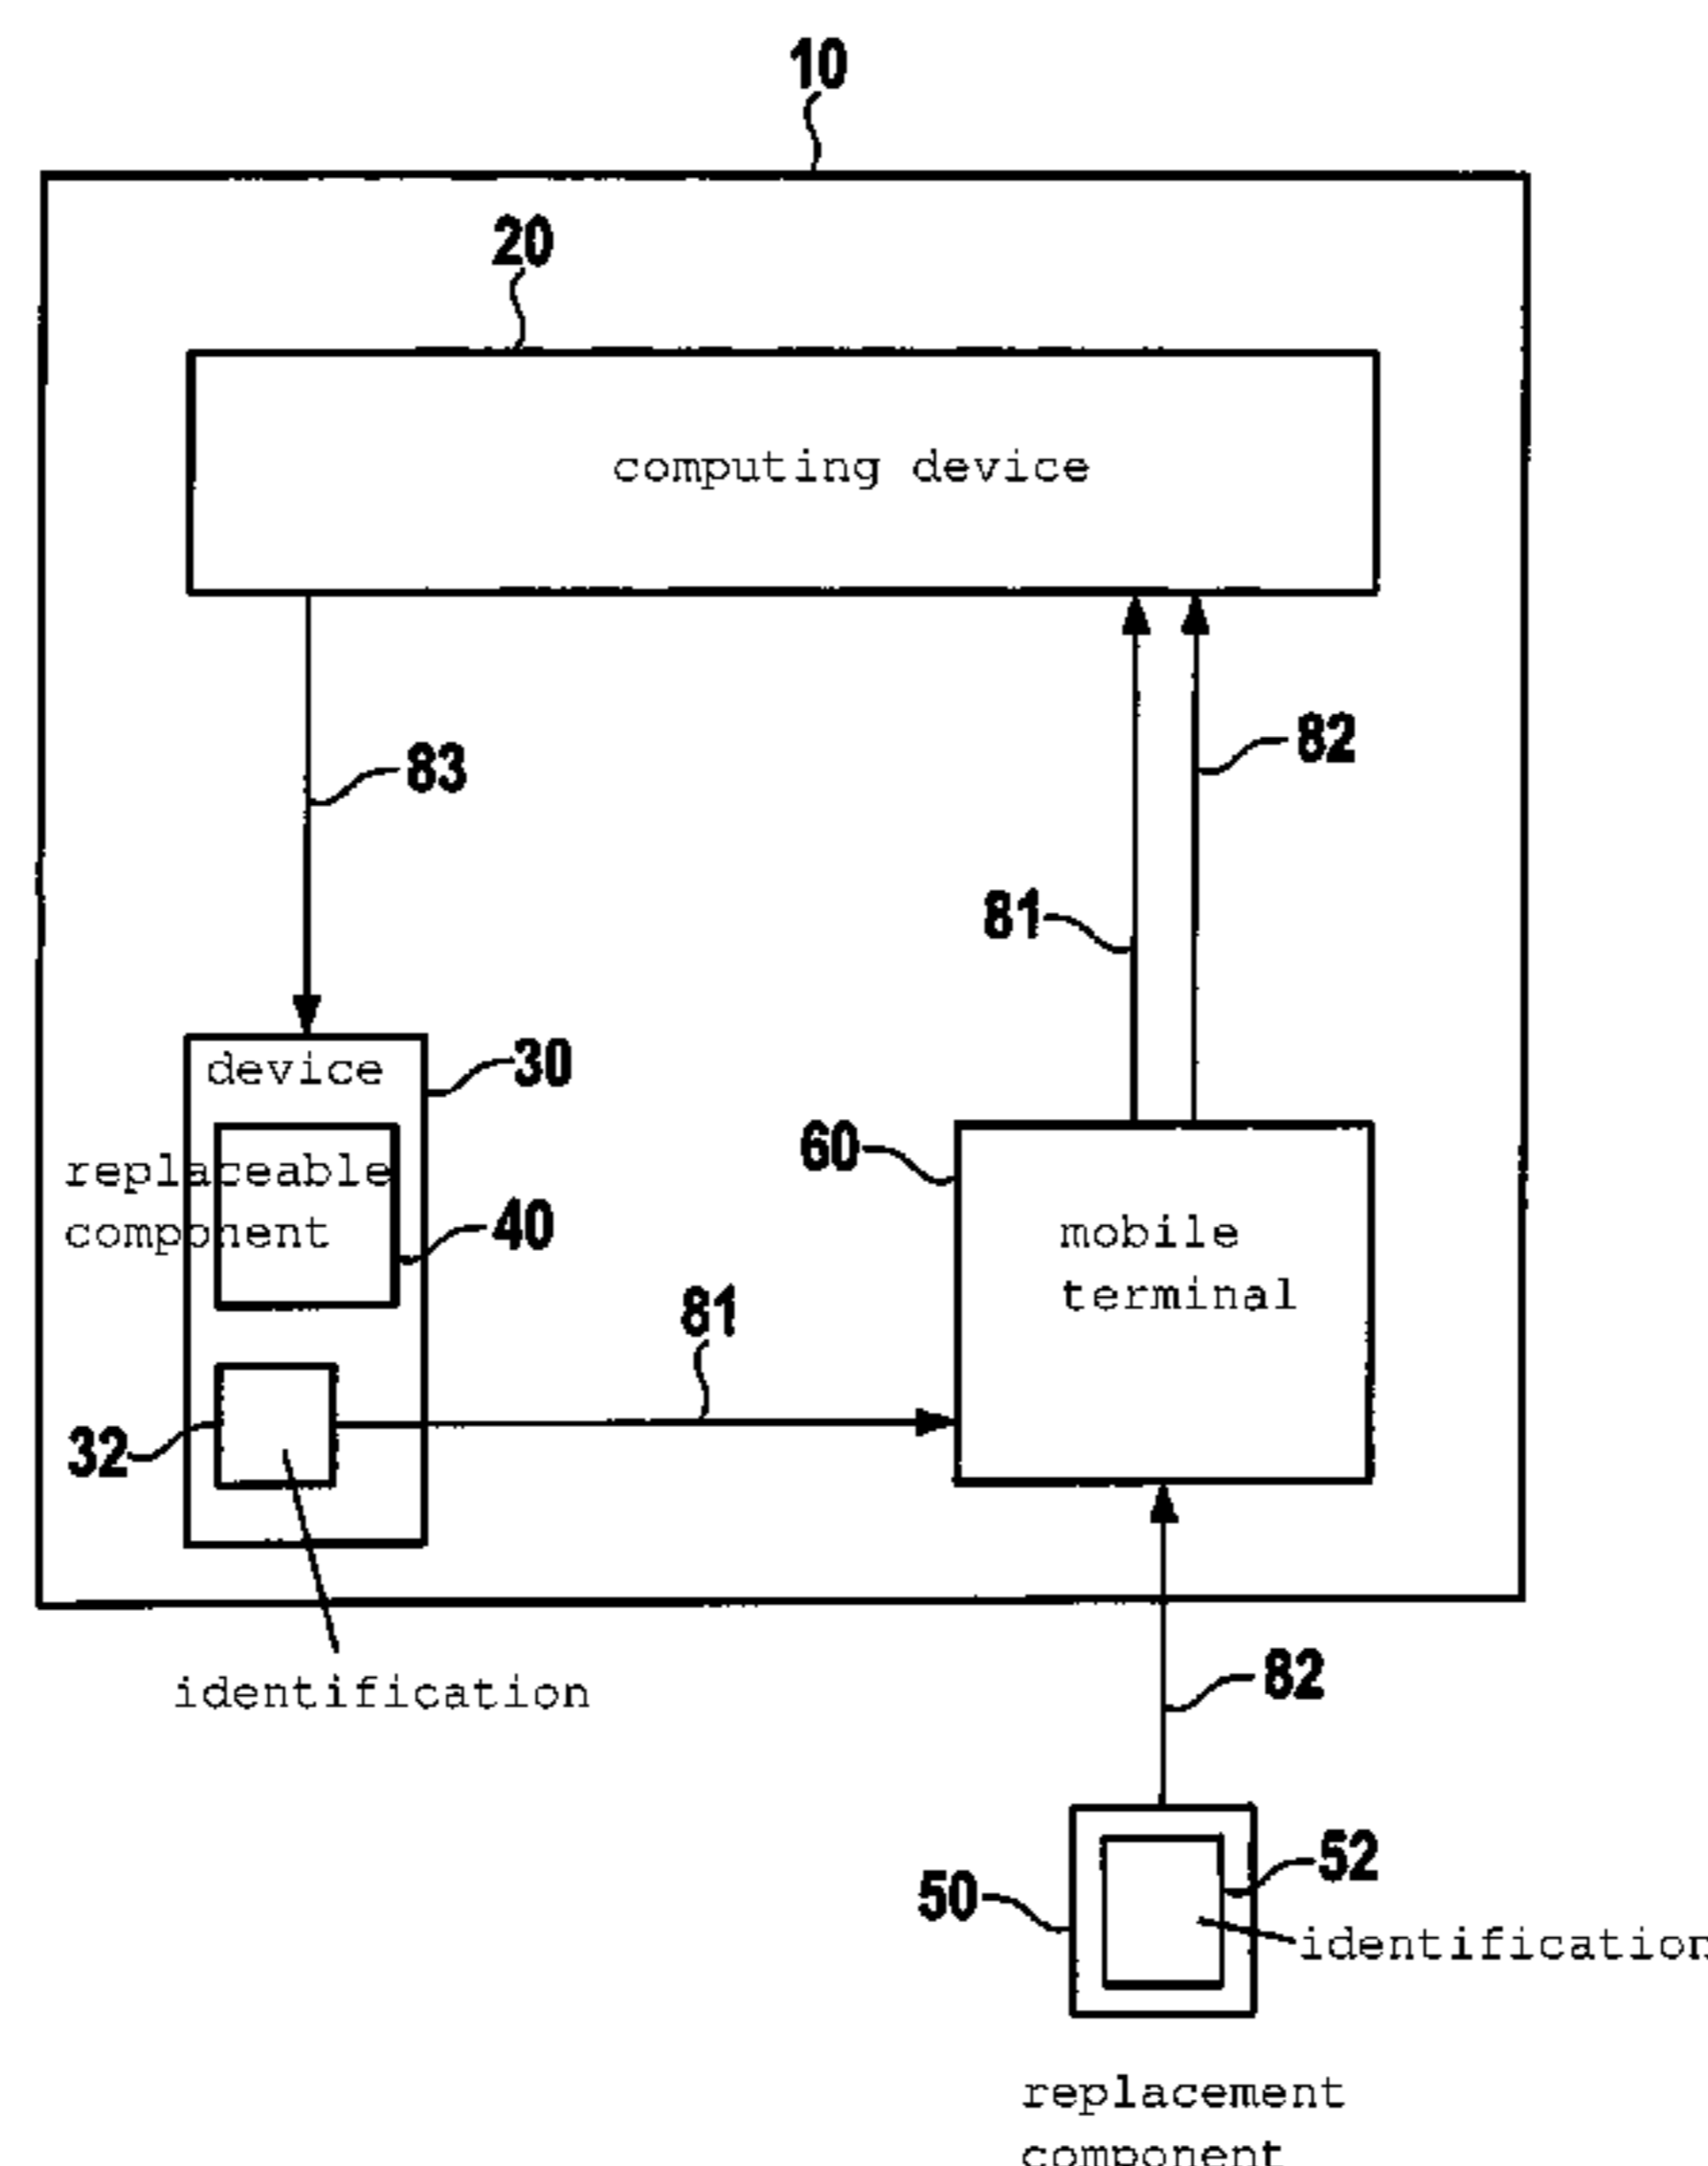 10
20
computing device
83
82
81
device
30
replaceable
component
40
60
mobile
terminal
81
32
identification
82
50
52
identification
replacement
component